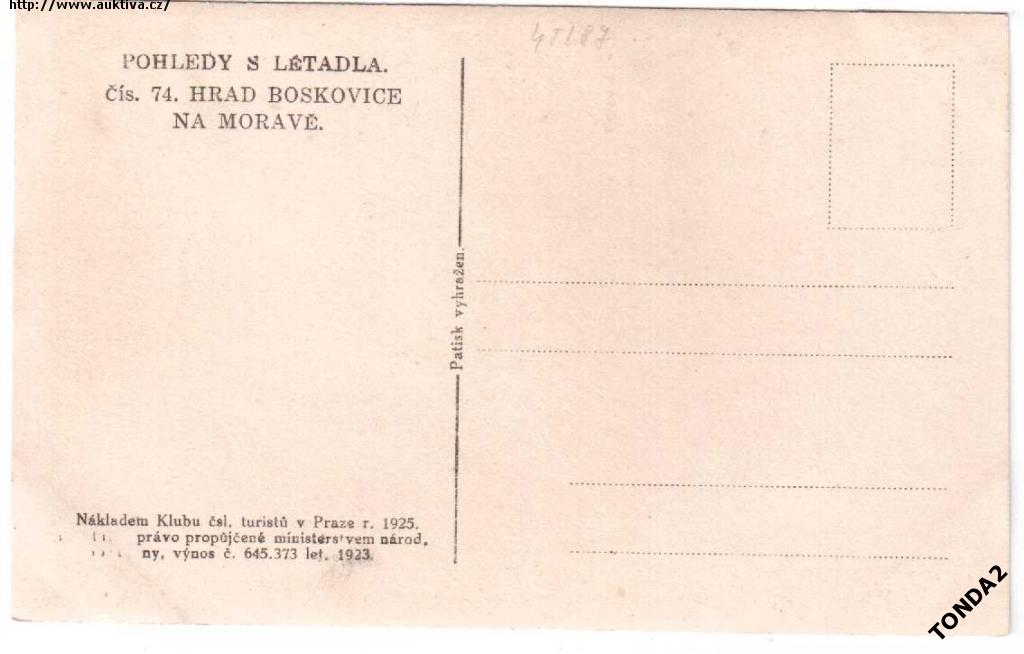 http://www.auktiva.cz/
POHLEDY S LÉTADLA.
Čís. 74. HRAD BOSKOVICE
NA MORAVĚ.
Patisk vyhražen.
Nákladem Klubu čsl. turistů v Praze r. 1925.
právo propůjčené ministerstvem národ.
ny, výnos č. 645.373 let. 1923.
TONDA2